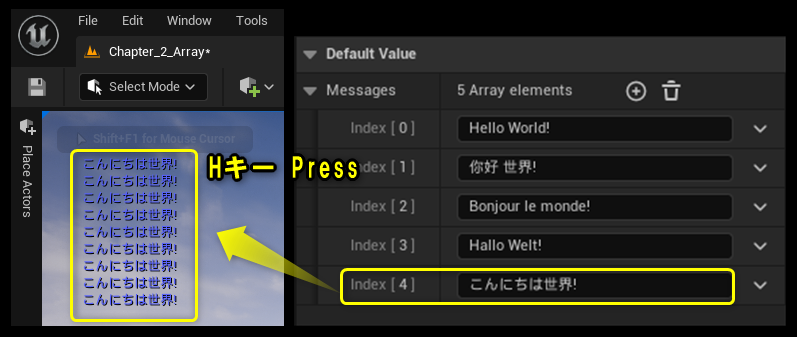 File Edit Window Tools
Chapter_2_Array*
Select Mode
Place Actors
Shift+F1 for Mouse Cursor
こんにちは世界!
こんにちは世界!
こんにちは世界!
こんにちは世界!
こんにちは世界!
こんにちは世界!
こんにちは世界!
こんにちは世界!
こんにちは世界!
Hキー Press
Default Value
Messages 5 Array elements
Index [ 0 ] Hello World!
Index [ 1 ] 你好 世界!
Index [ 2 ] Bonjour le monde!
Index [ 3 ] Hallo Welt!
Index [ 4 ] こんにちは世界!